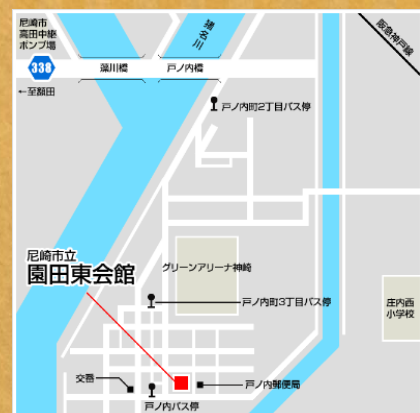 尼崎市
高田中継
ポンプ場
338
←至額田
藻川橋
戸ノ内橋
猪名川
阪急神戸線
戸ノ内町2丁目バス停
グリーンアリーナ神崎
尼崎市立
園田東会館
戸ノ内町3丁目バス停
庄内西
小学校
交番
戸ノ内郵便局
戸ノ内バス停